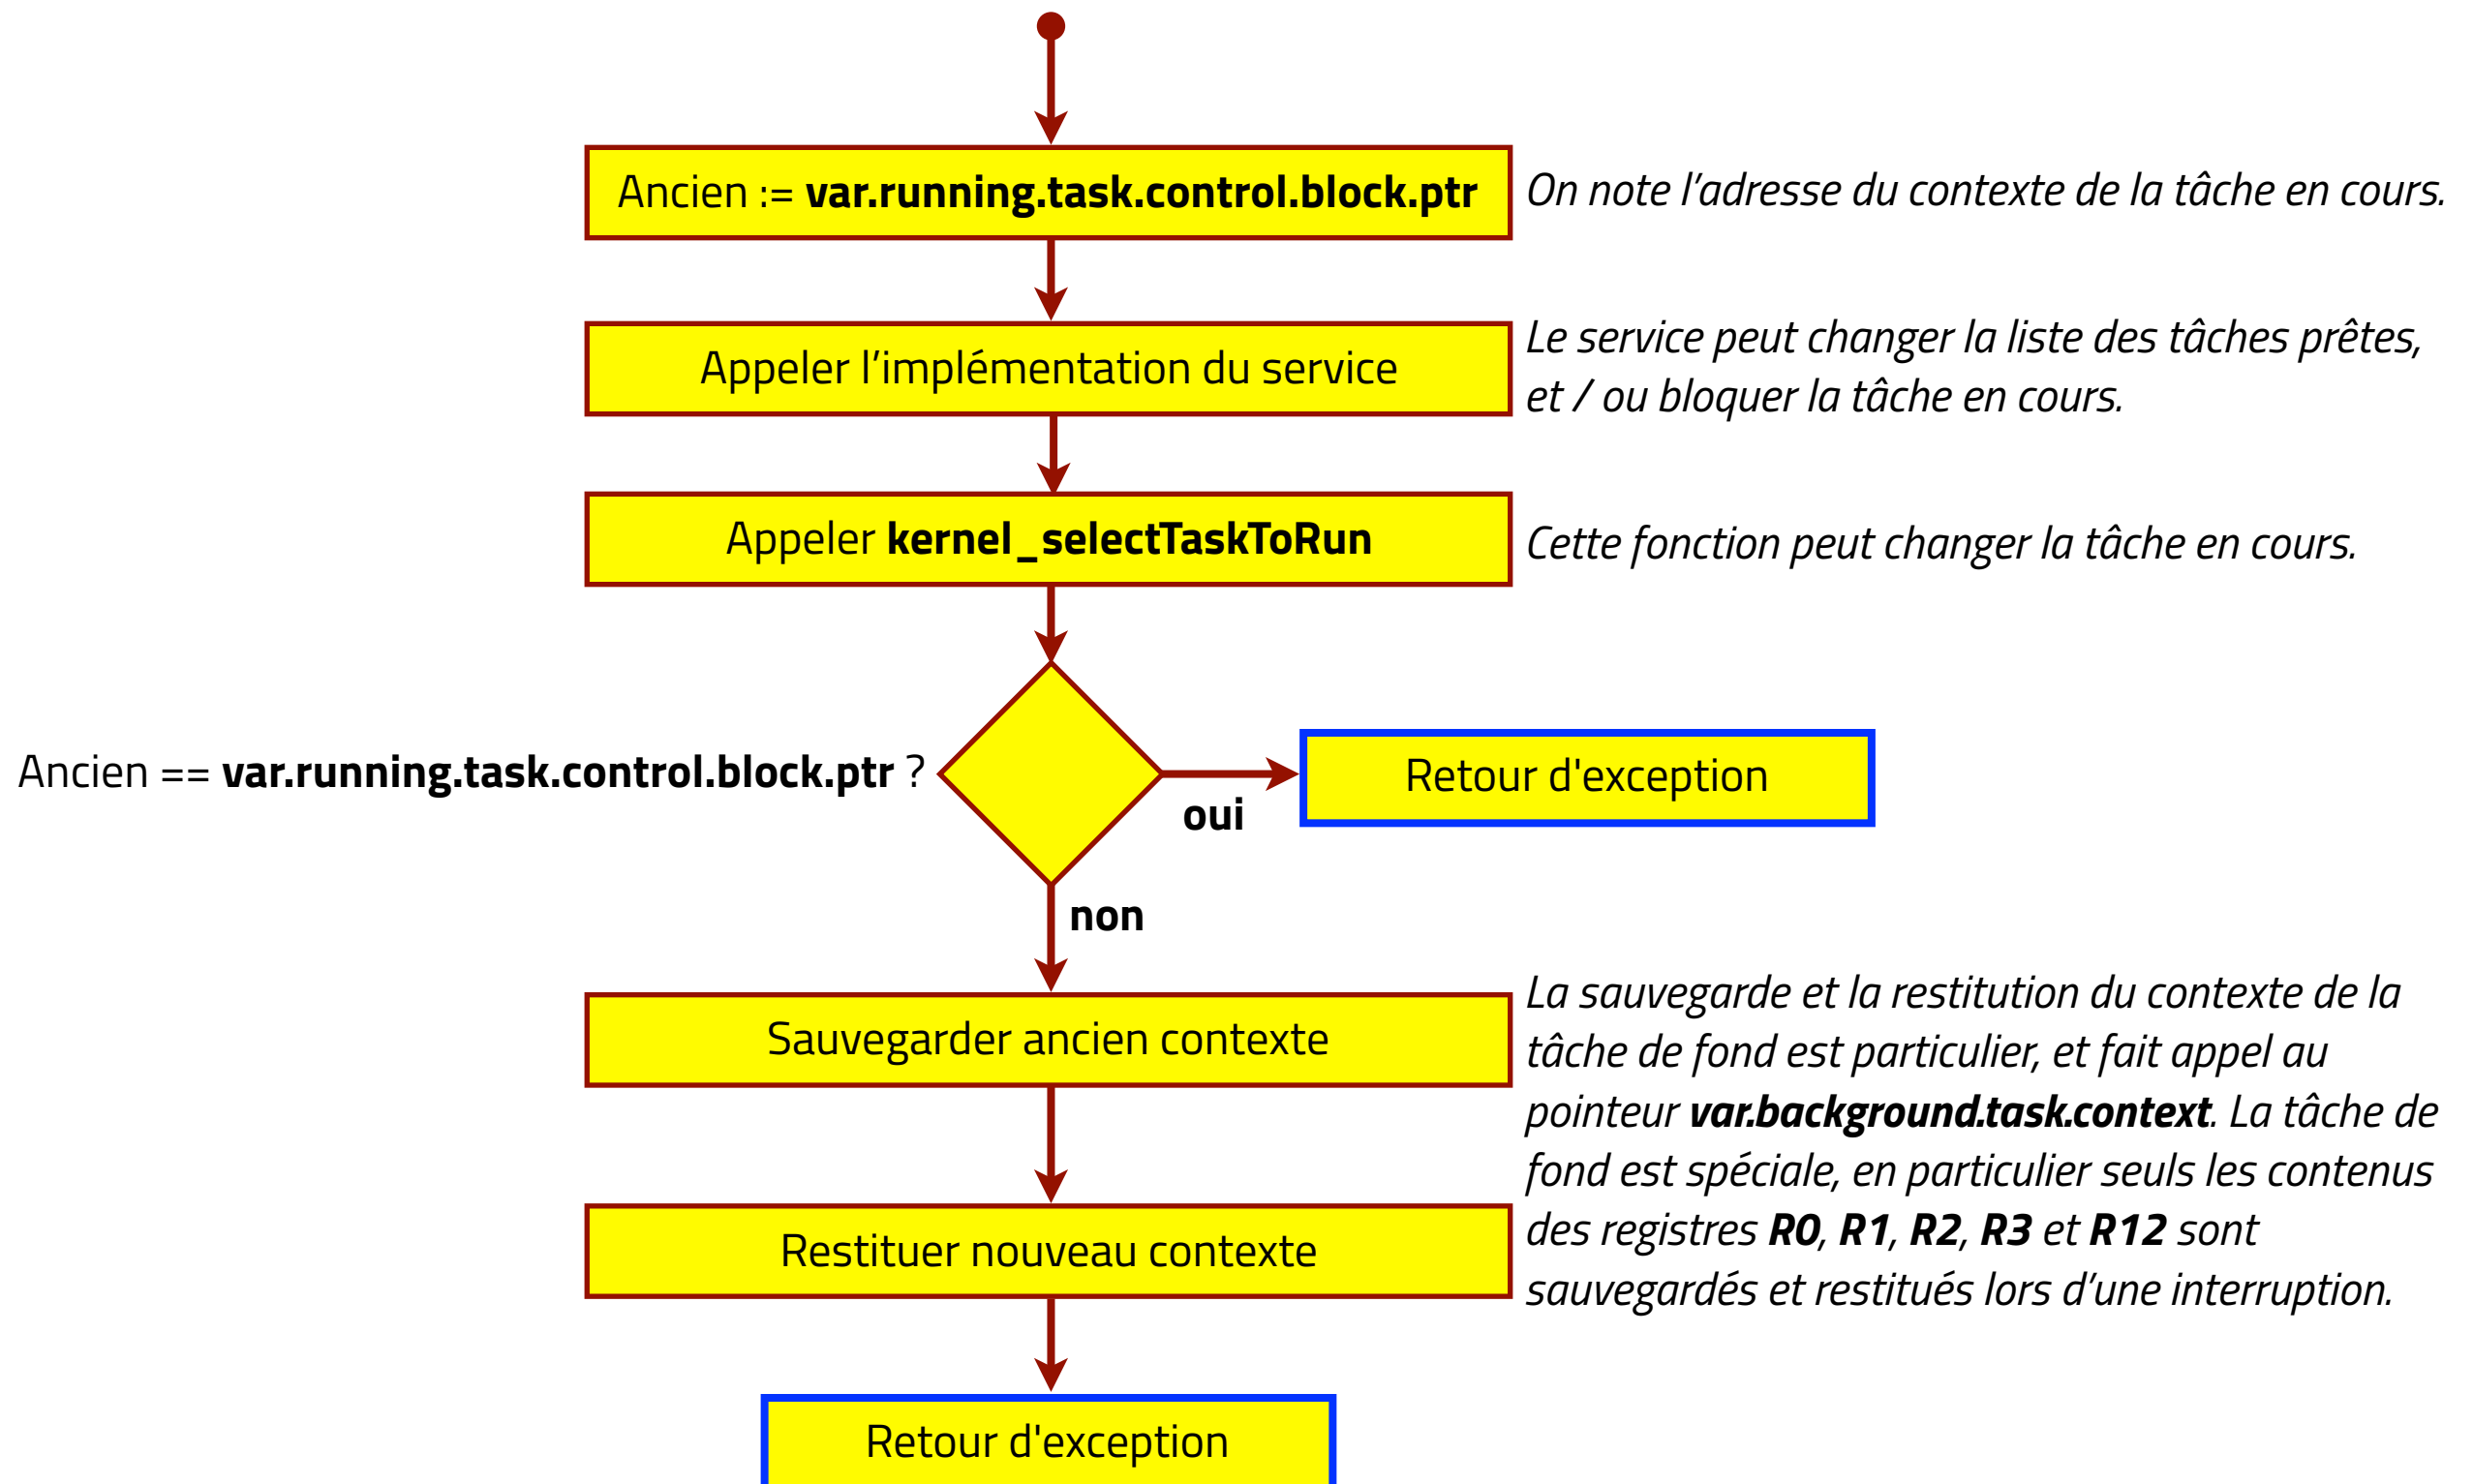 Ancien := var.running.task.control.block.ptr
On note l’adresse du contexte de la tâche en cours.
Appeler l’implémentation du service
Le service peut changer la liste des tâches prêtes,
et / ou bloquer la tâche en cours.
Appeler kernel_selectTaskToRun
Cette fonction peut changer la tâche en cours.
Ancien == var.running.task.control.block.ptr ?
oui
Retour d'exception
non
Sauvegarder ancien contexte
Restituer nouveau contexte
La sauvegarde et la restitution du contexte de la
tâche de fond est particulier, et fait appel au
pointeur var.background.task.context. La tâche de
fond est spéciale, en particulier seuls les contenus
des registres R0, R1, R2, R3 et R12 sont
sauvegardés et restitués lors d’une interruption.
Retour d'exception